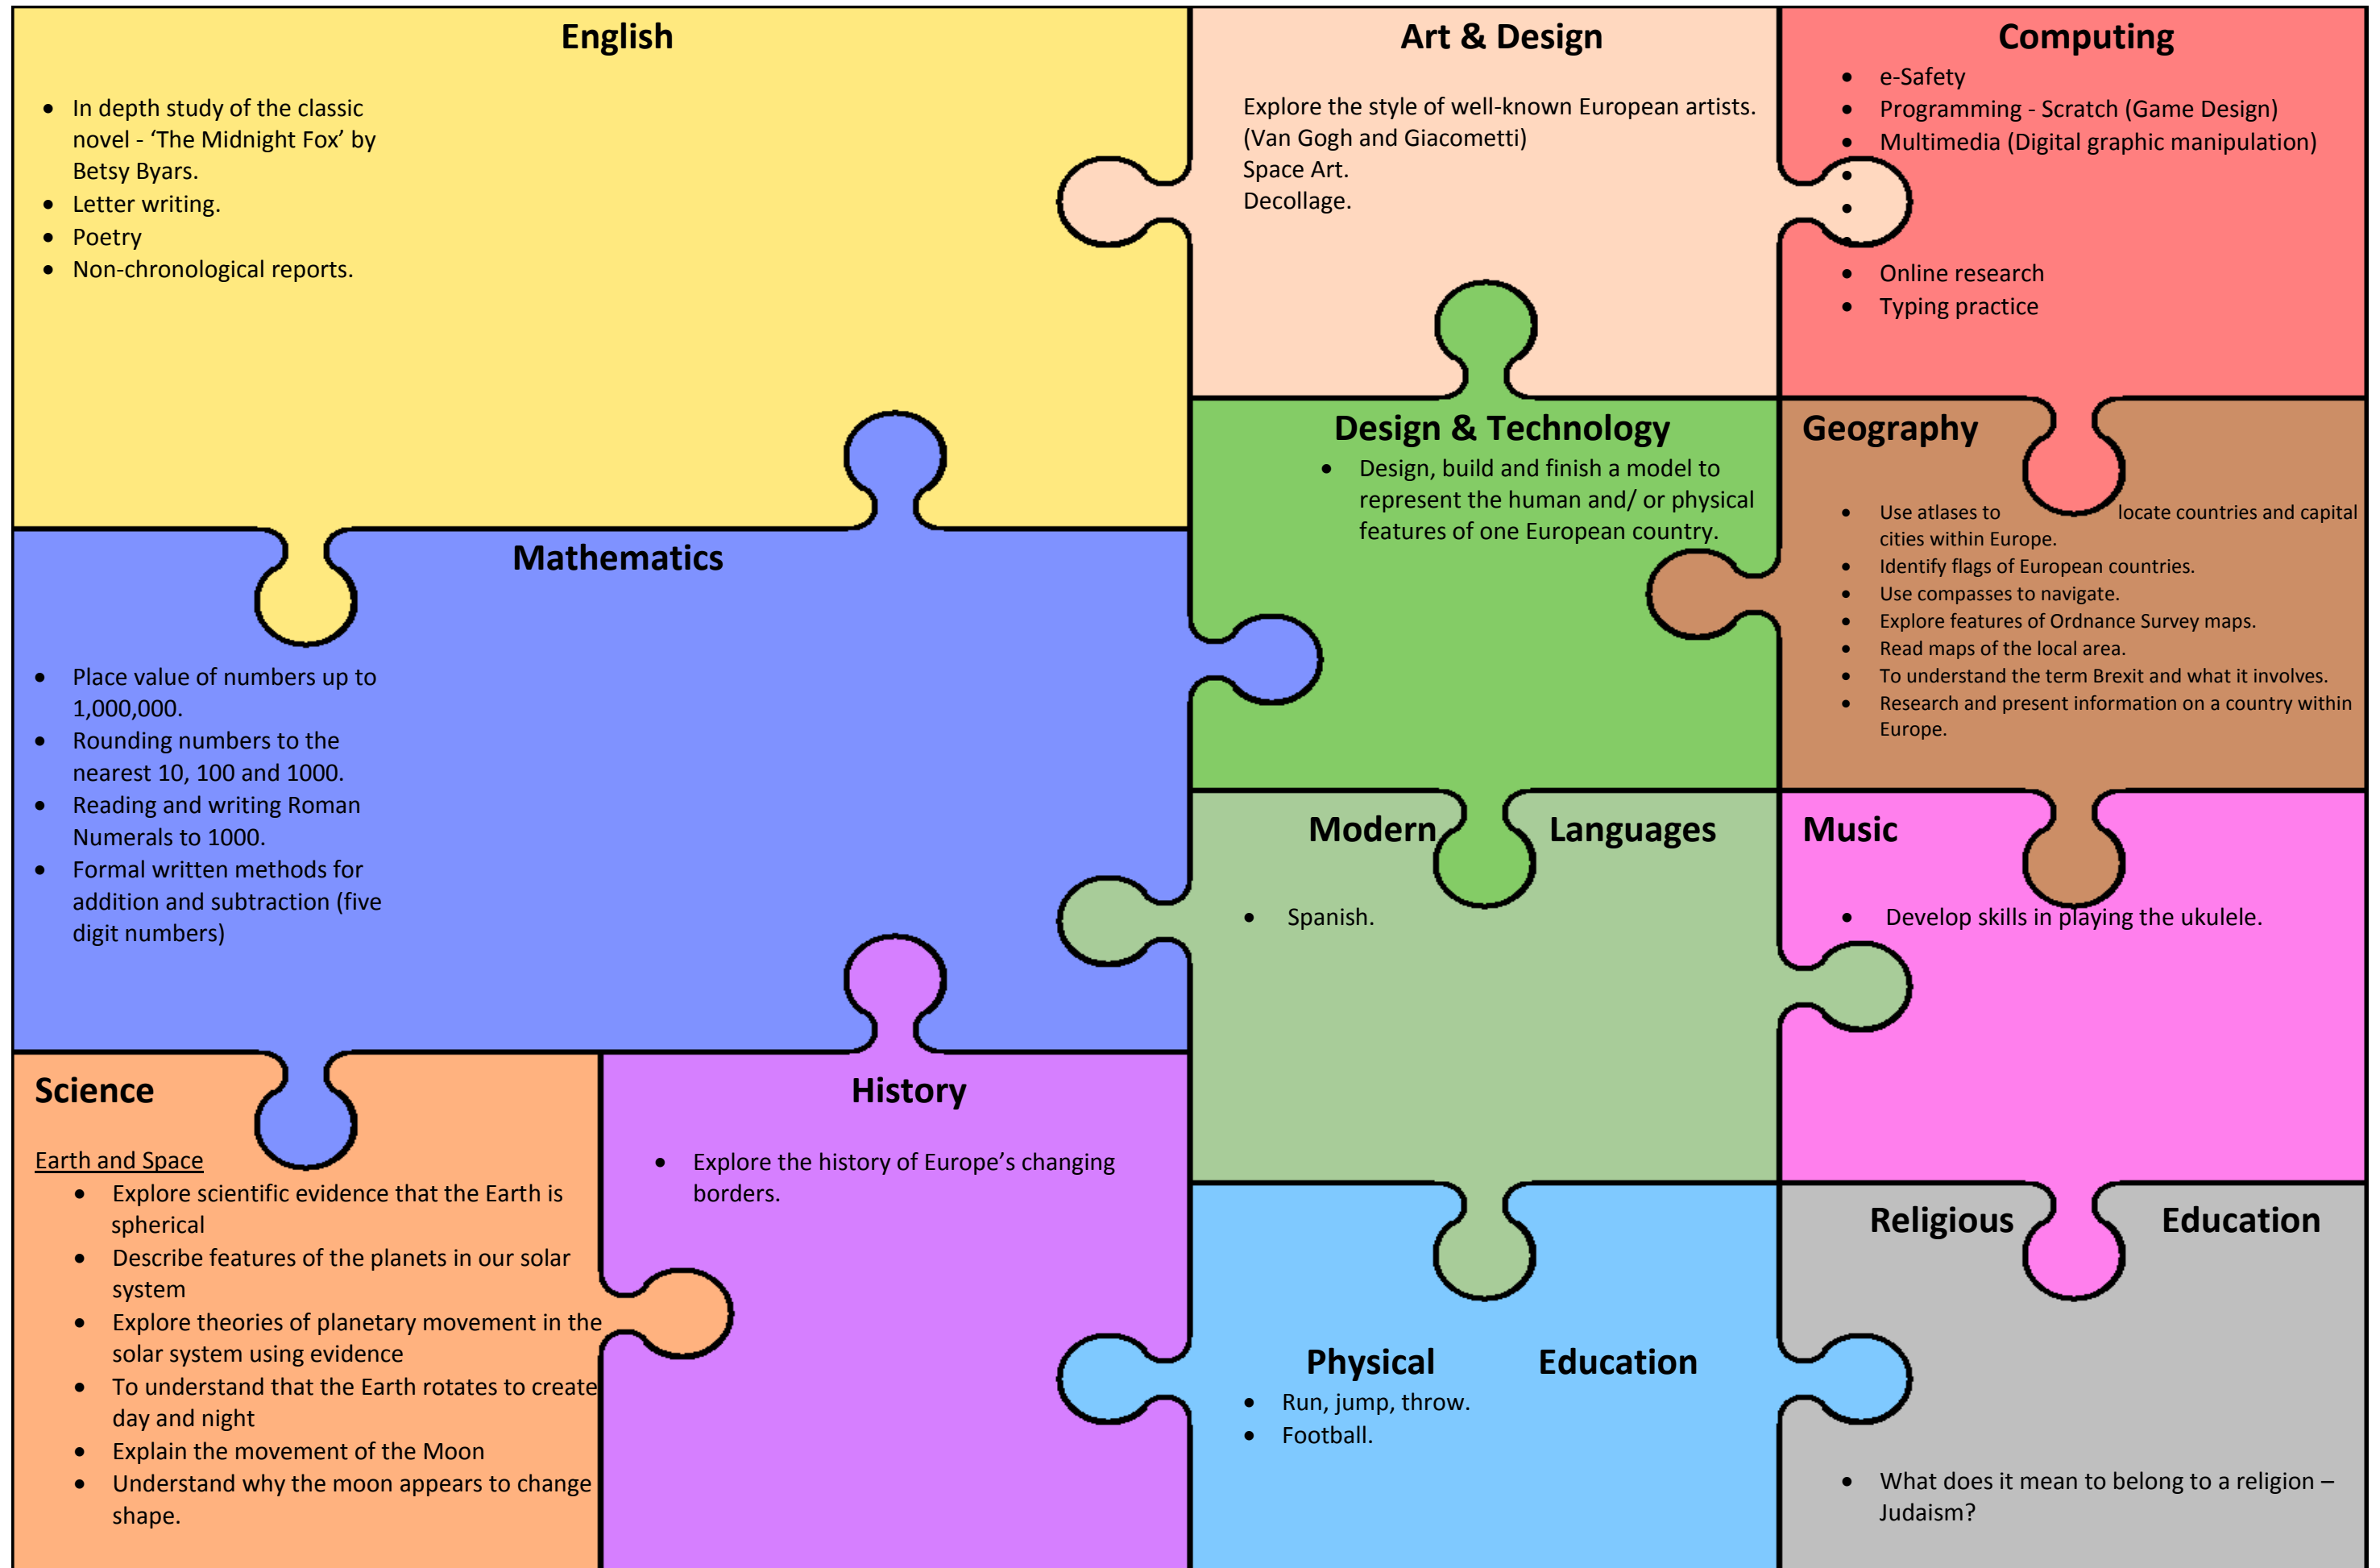 English
• In depth study of the classic
novel - ‘The Midnight Fox’ by
Betsy Byars.
• Letter writing.
• Poetry
• Non-chronological reports.
Art & Design
Explore the style of well-known European artists.
(Van Gogh and Giacometti)
Space Art.
Decollage.
Computing
• e-Safety
• Programming - Scratch (Game Design)
• Multimedia (Digital graphic manipulation)
•
•
•
• Online research
• Typing practice
Mathematics
• Place value of numbers up to
1,000,000.
• Rounding numbers to the
nearest 10, 100 and 1000.
• Reading and writing Roman
Numerals to 1000.
• Formal written methods for
addition and subtraction (five
digit numbers)
Design & Technology
• Design, build and finish a model to
represent the human and/ or physical
features of one European country.
Geography
• Use atlases to locate countries and capital
cities within Europe.
• Identify flags of European countries.
• Use compasses to navigate.
• Explore features of Ordnance Survey maps.
• Read maps of the local area.
• To understand the term Brexit and what it involves.
• Research and present information on a country within
Europe.
Modern Languages
• Spanish.
Music
• Develop skills in playing the ukulele.
Science
Earth and Space
• Explore scientific evidence that the Earth is
spherical
• Describe features of the planets in our solar
system
• Explore theories of planetary movement in the
solar system using evidence
• To understand that the Earth rotates to create
day and night
• Explain the movement of the Moon
• Understand why the moon appears to change
shape.
History
• Explore the history of Europe’s changing
borders.
Physical Education
• Run, jump, throw.
• Football.
Religious Education
• What does it mean to belong to a religion –
Judaism?